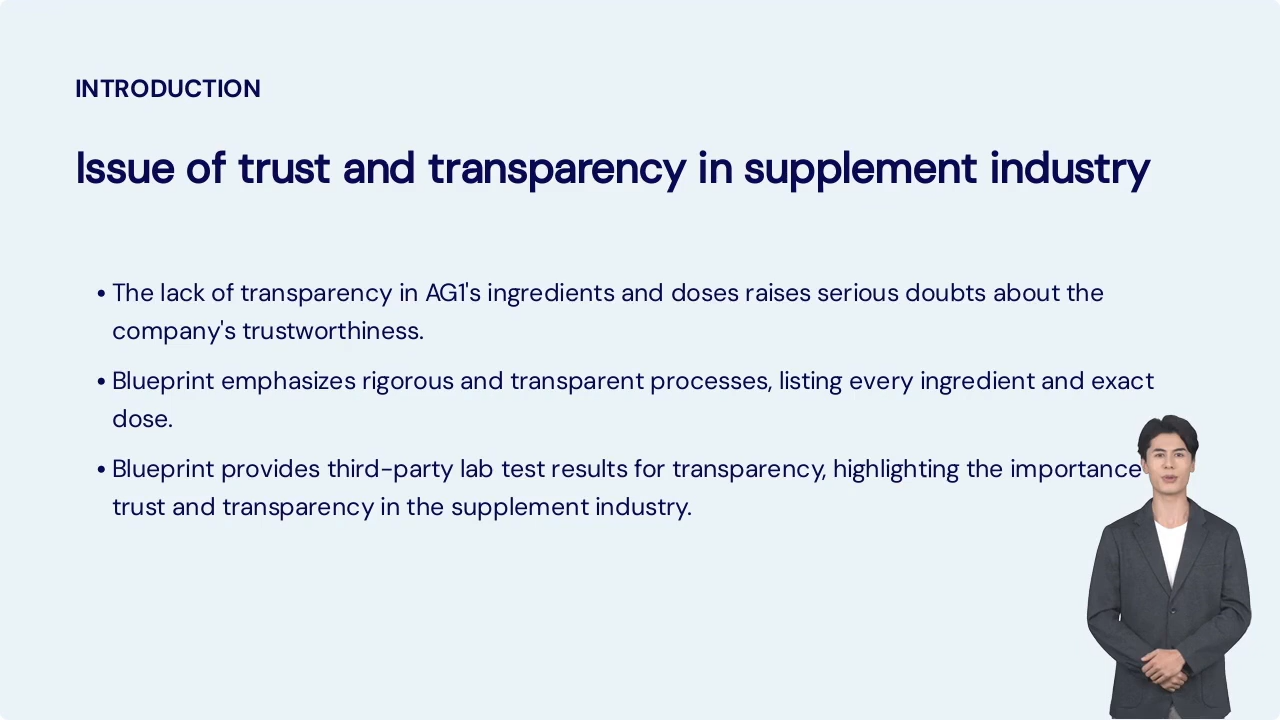 INTRODUCTION
Issue of trust and transparency in supplement industry
• The lack of transparency in AG1's ingredients and doses raises serious doubts about the
company's trustworthiness.
• Blueprint emphasizes rigorous and transparent processes, listing every ingredient and exact
dose.
• Blueprint provides third-party lab test results for transparency, highlighting the importance
trust and transparency in the supplement industry.